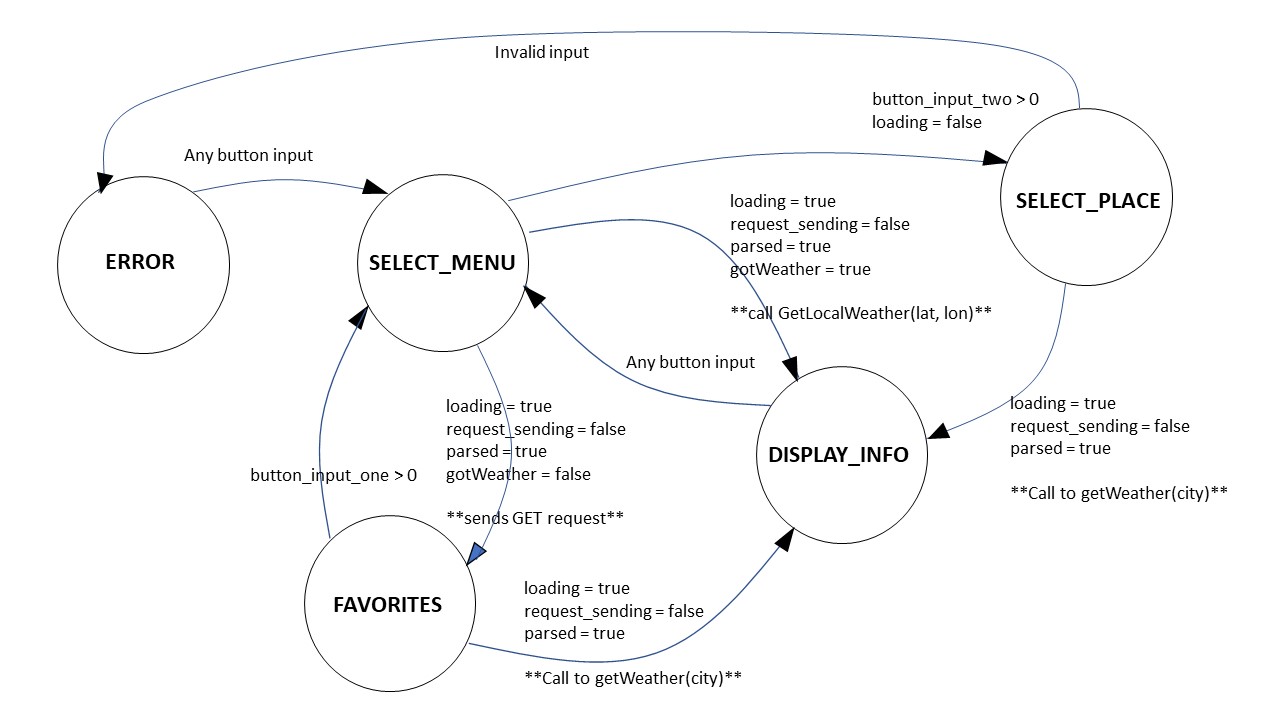 Invalid input
button_input_two > 0
loading = false
Any button input
ERROR
SELECT_MENU
SELECT_PLACE
loading = true
request_sending = false
parsed = true
gotWeather = true
**call GetLocalWeather(lat, lon)**
Any button input
loading = true
request_sending = false
parsed = true
gotWeather = false
**sends GET request**
button_input_one > 0
DISPLAY_INFO
loading = true
request_sending = false
parsed = true
**Call to getWeather(city)**
FAVORITES
loading = true
request_sending = false
parsed = true
**Call to getWeather(city)**